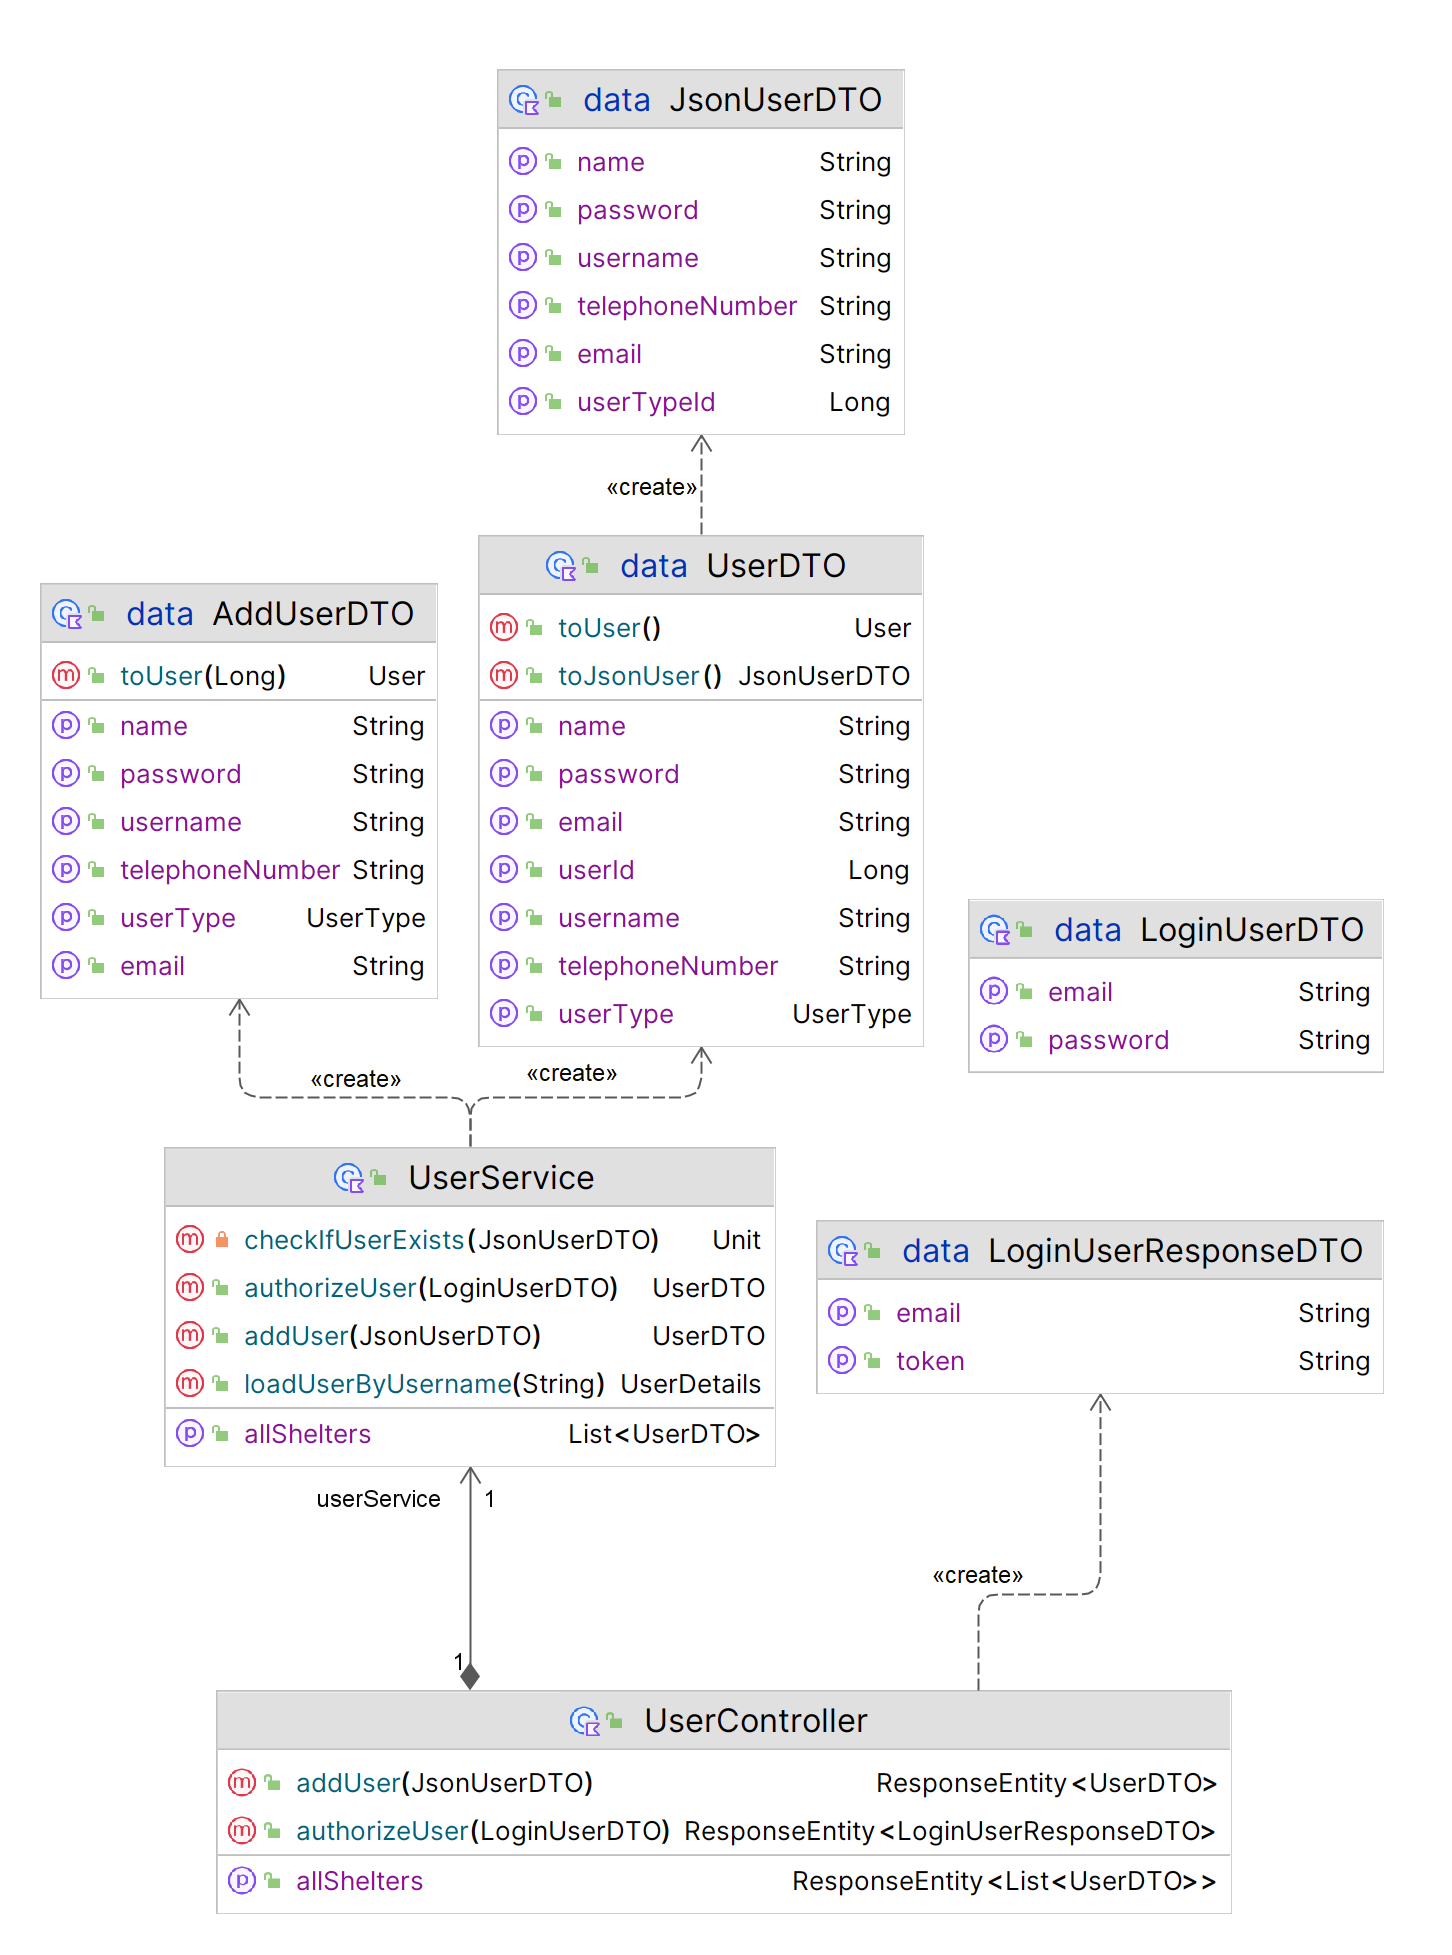 data JsonUserDTO
name String
password String
username String
telephoneNumber String
email String
userTypeId Long
«create»
data AddUserDTO
toUser(Long) User
name String
password String
username String
telephoneNumber String
userType UserType
email String
data UserDTO
toUser() User
toJsonUser() JsonUserDTO
name String
password String
email String
userId Long
username String
telephoneNumber String
userType UserType
data LoginUserDTO
email String
password String
«create»
«create»
UserService
checkIfUserExists(JsonUserDTO) Unit
authorizeUser(LoginUserDTO) UserDTO
addUser(JsonUserDTO) UserDTO
loadUserByUsername(String) UserDetails
allShelters List<UserDTO>
data LoginUserResponseDTO
email String
token String
userService 1
«create»
1
UserController
addUser(JsonUserDTO) ResponseEntity<UserDTO>
authorizeUser(LoginUserDTO) ResponseEntity<LoginUserResponseDTO>
allShelters ResponseEntity<List<UserDTO>>